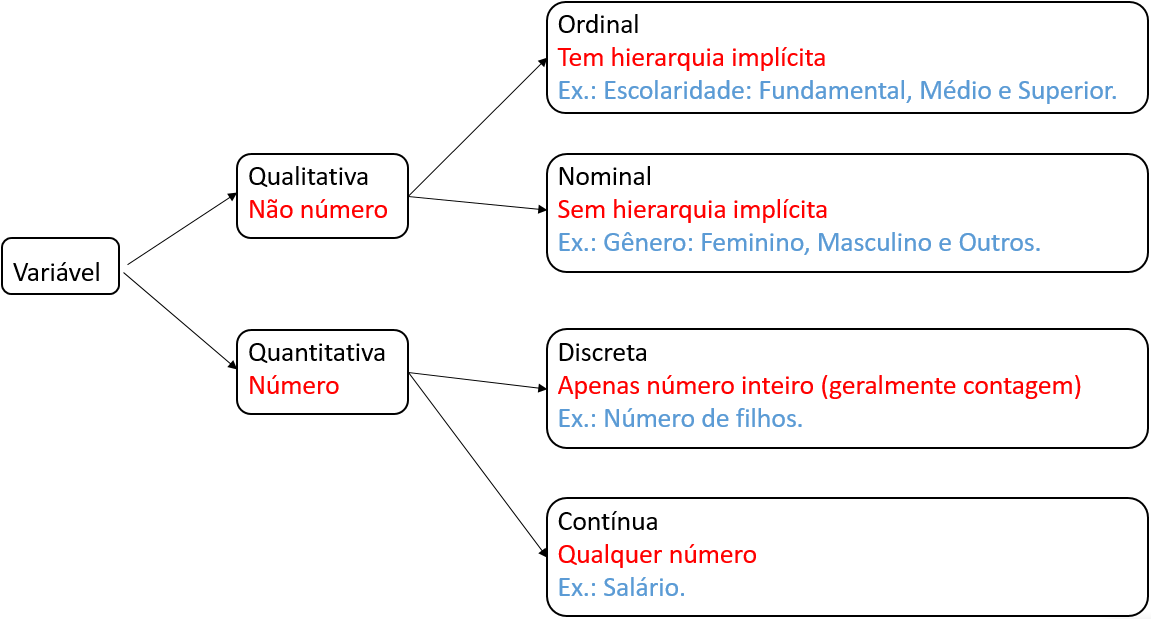 Variável
Qualitativa
Não número
Quantitativa
Número
Ordinal
Tem hierarquia implícita
Ex.: Escolaridade: Fundamental, Médio e Superior.
Nominal
Sem hierarquia implícita
Ex.: Gênero: Feminino, Masculino e Outros.
Discreta
Apenas número inteiro (geralmente contagem)
Ex.: Número de filhos.
Contínua
Qualquer número
Ex.: Salário.